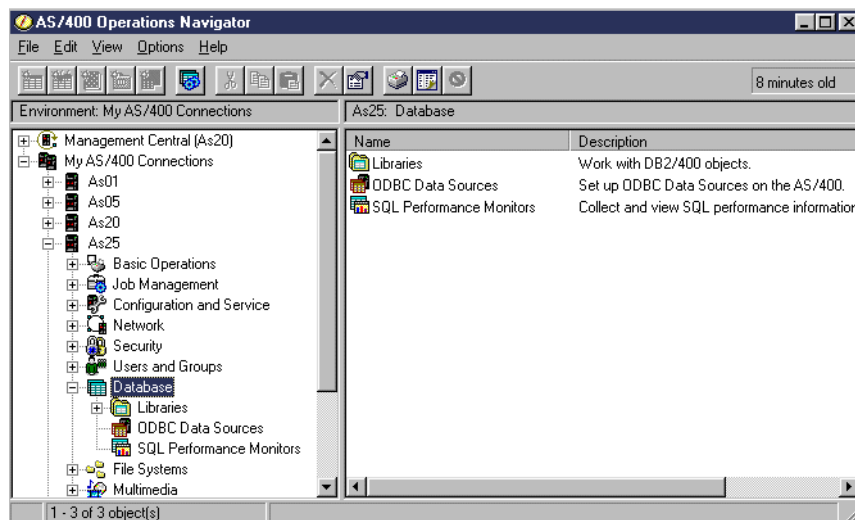 AS/400 Operations Navigator
File Edit View Options Help
8 minutes old
Environment: My AS/400 Connections
As25: Database
Management Central (As20)
My AS/400 Connections
As01
As05
As20
As25
Basic Operations
Job Management
Configuration and Service
Network
Security
Users and Groups
Database
Libraries
ODBC Data Sources
SQL Performance Monitors
File Systems
Multimedia
Name Description
Libraries Work with DB2/400 objects.
ODBC Data Sources Set up ODBC Data Sources on the AS/400.
SQL Performance Monitors Collect and view SQL performance information
1 - 3 of 3 object(s)